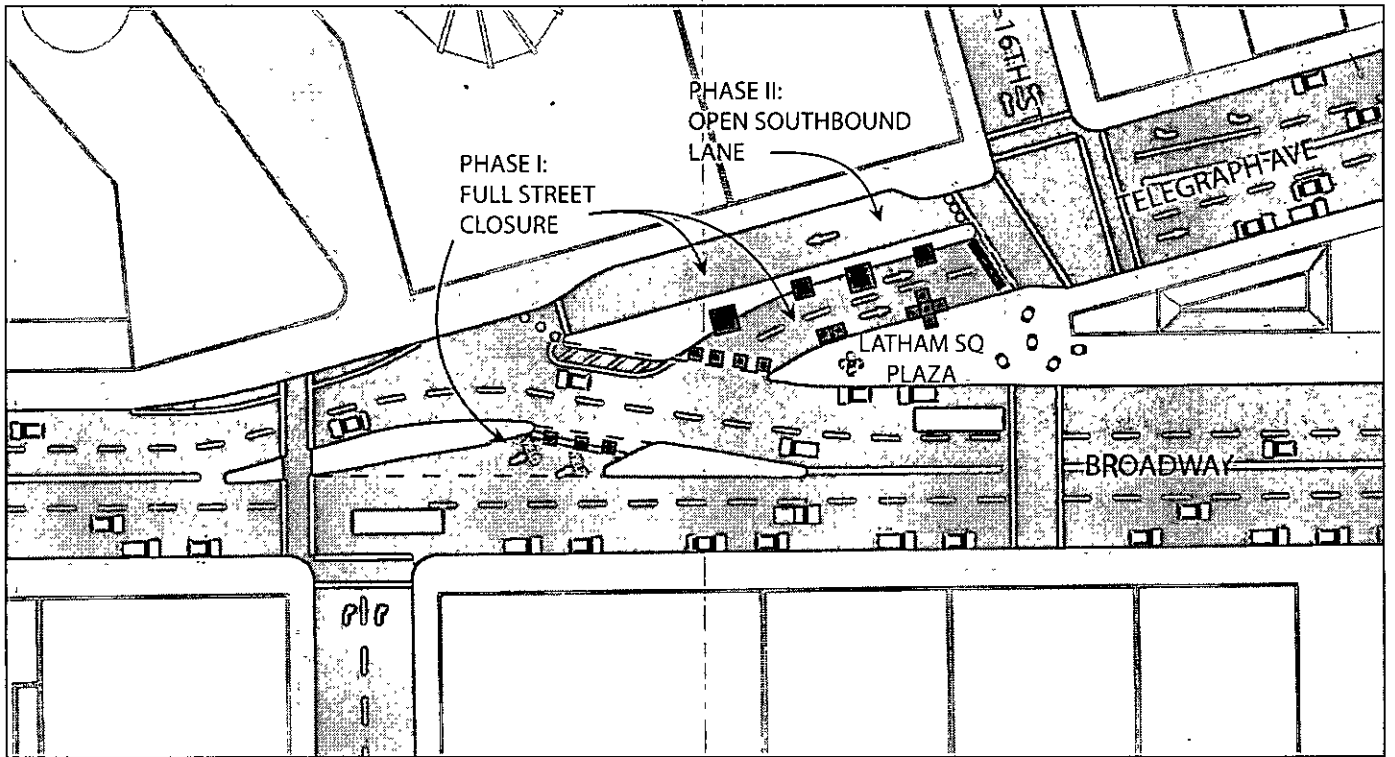 16TH ST
PHASE II:
OPEN SOUTHBOUND
LANE
PHASE I:
FULL STREET
CLOSURE
TELEGRAPH AVE
LATHAM SQ
PLAZA
BROADWAY